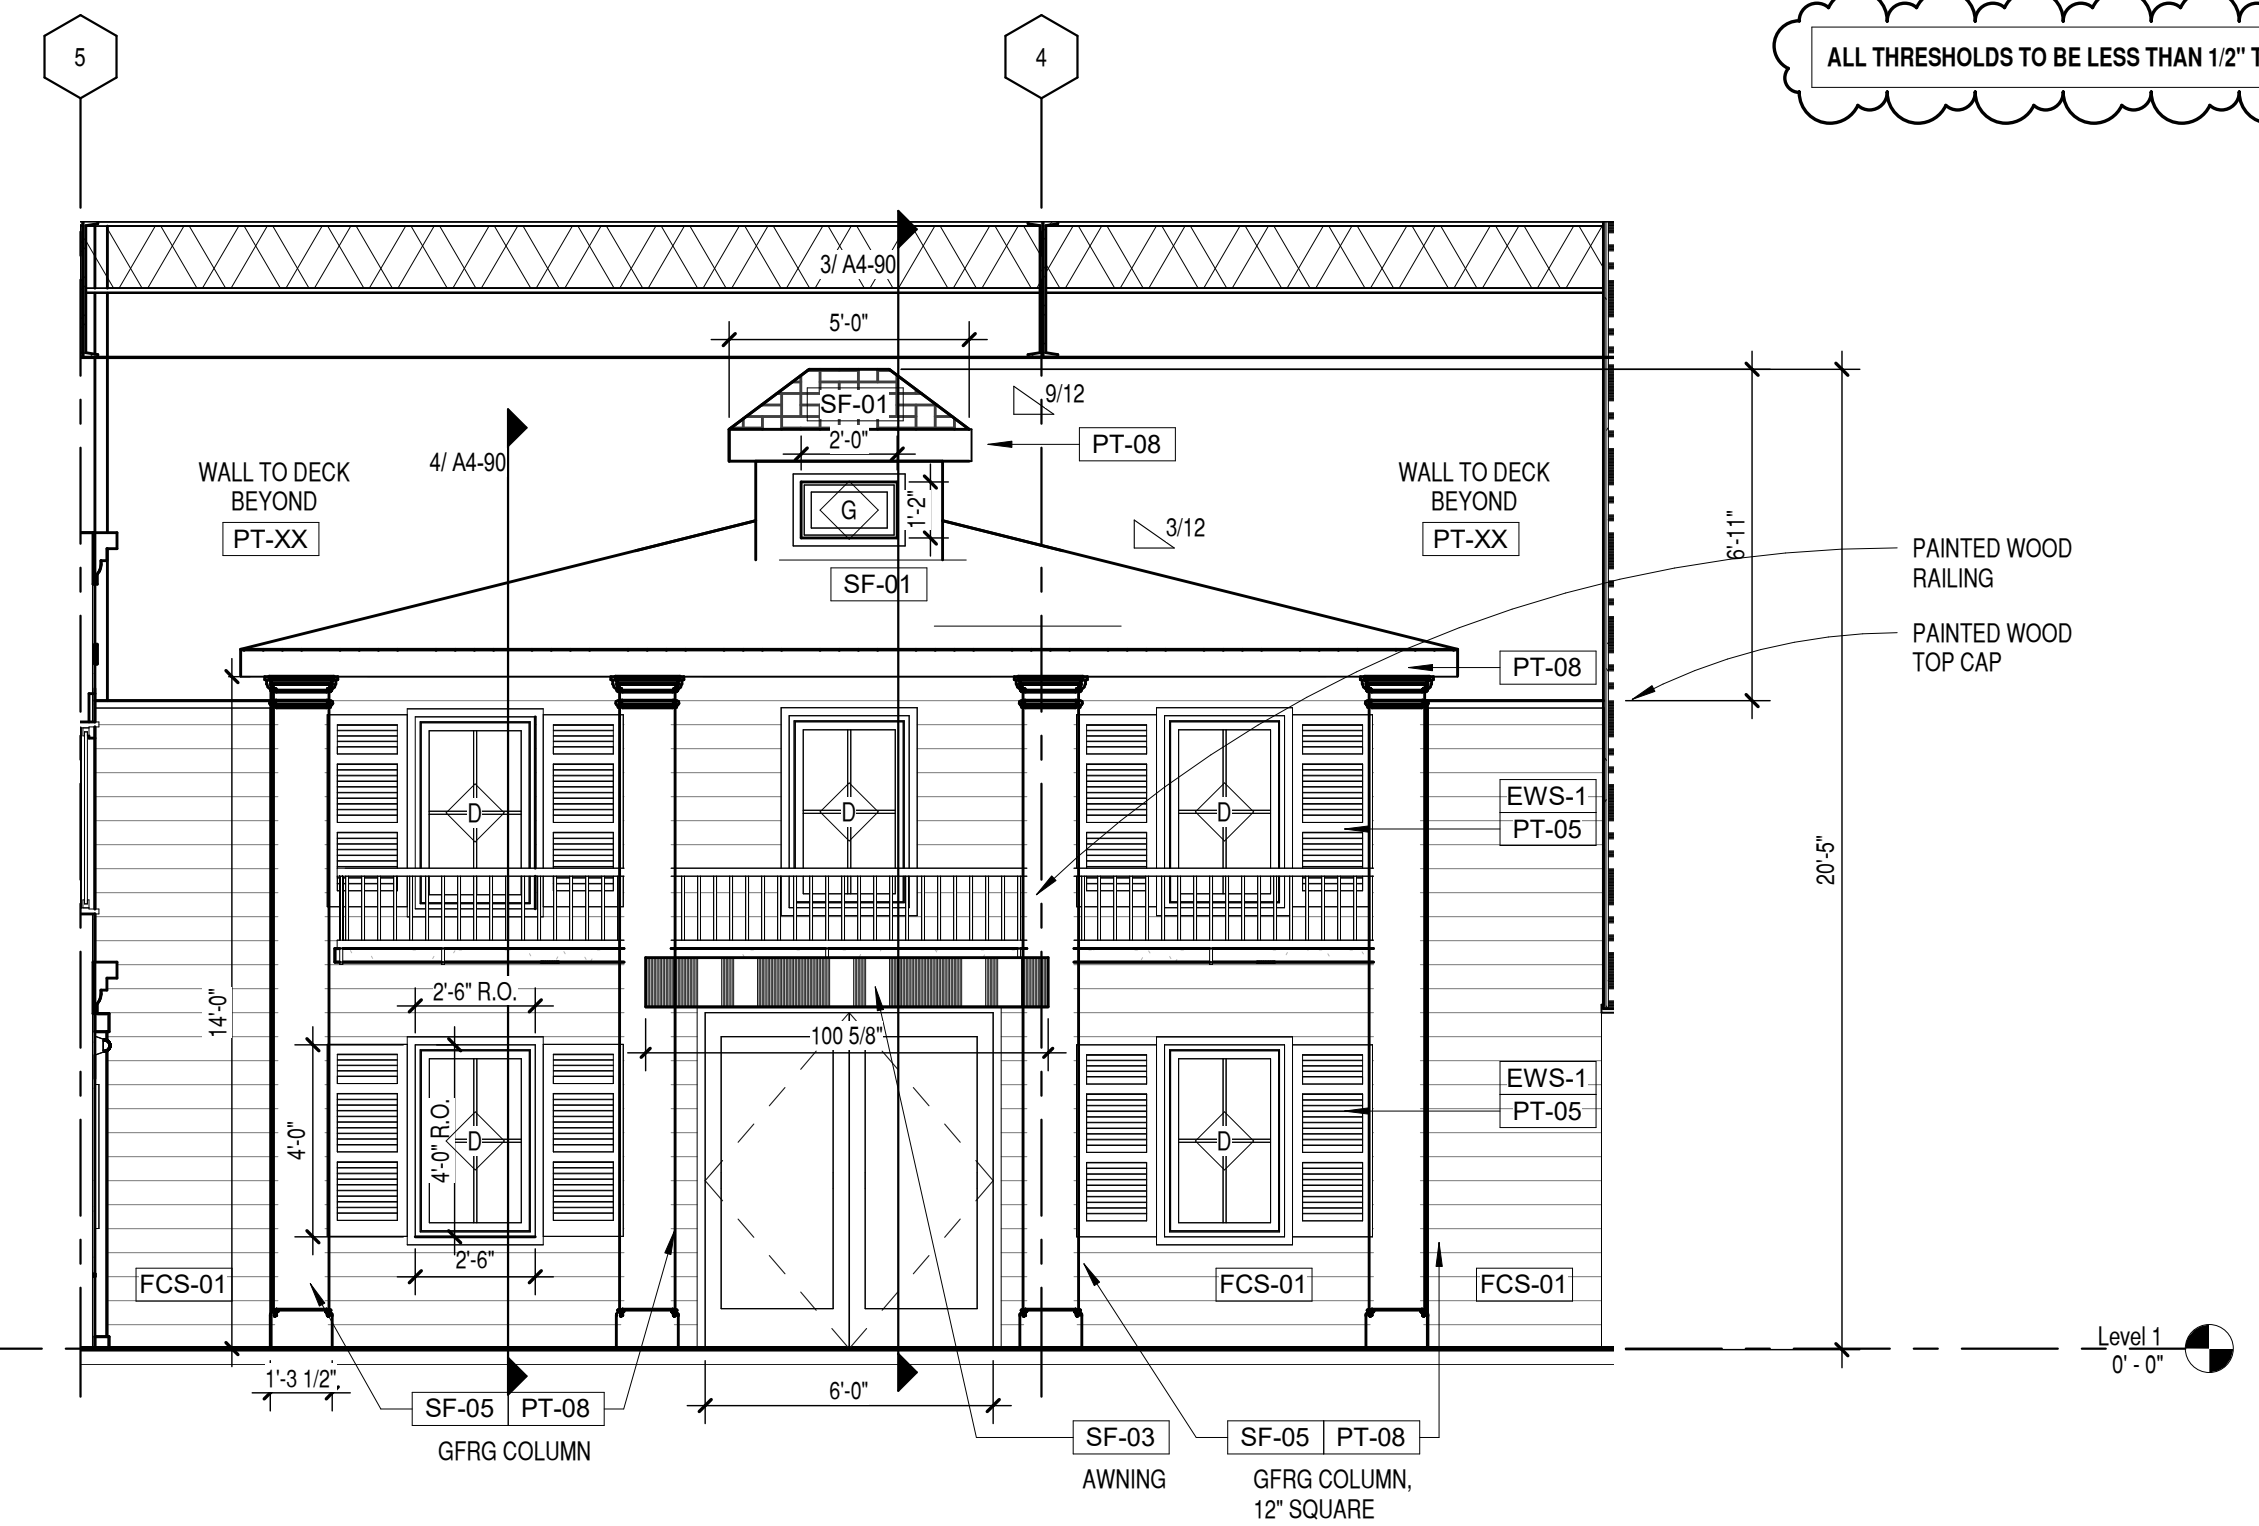 5
4
ALL THRESHOLDS TO BE LESS THAN 1/2" T
3/ A4-90
5'-0"
SF-01
9/12
2'-0"
PT-08
4/ A4-90
WALL TO DECK
BEYOND
PT-XX
WALL TO DECK
BEYOND
PT-XX
G
1'-2"
3/12
6'-11"
SF-01
PAINTED WOOD
RAILING
PAINTED WOOD
TOP CAP
PT-08
D
D
D
EWS-1
PT-05
20'-5"
14'-0"
2'-6" R.O.
100 5/8"
4'-0"
4'-0" R.O.
D
D
EWS-1
PT-05
2'-6"
FCS-01
FCS-01
FCS-01
Level 1
0' - 0"
1'-3 1/2"
6'-0"
SF-05
PT-08
GFRG COLUMN
SF-03
AWNING
SF-05
PT-08
GFRG COLUMN,
12" SQUARE